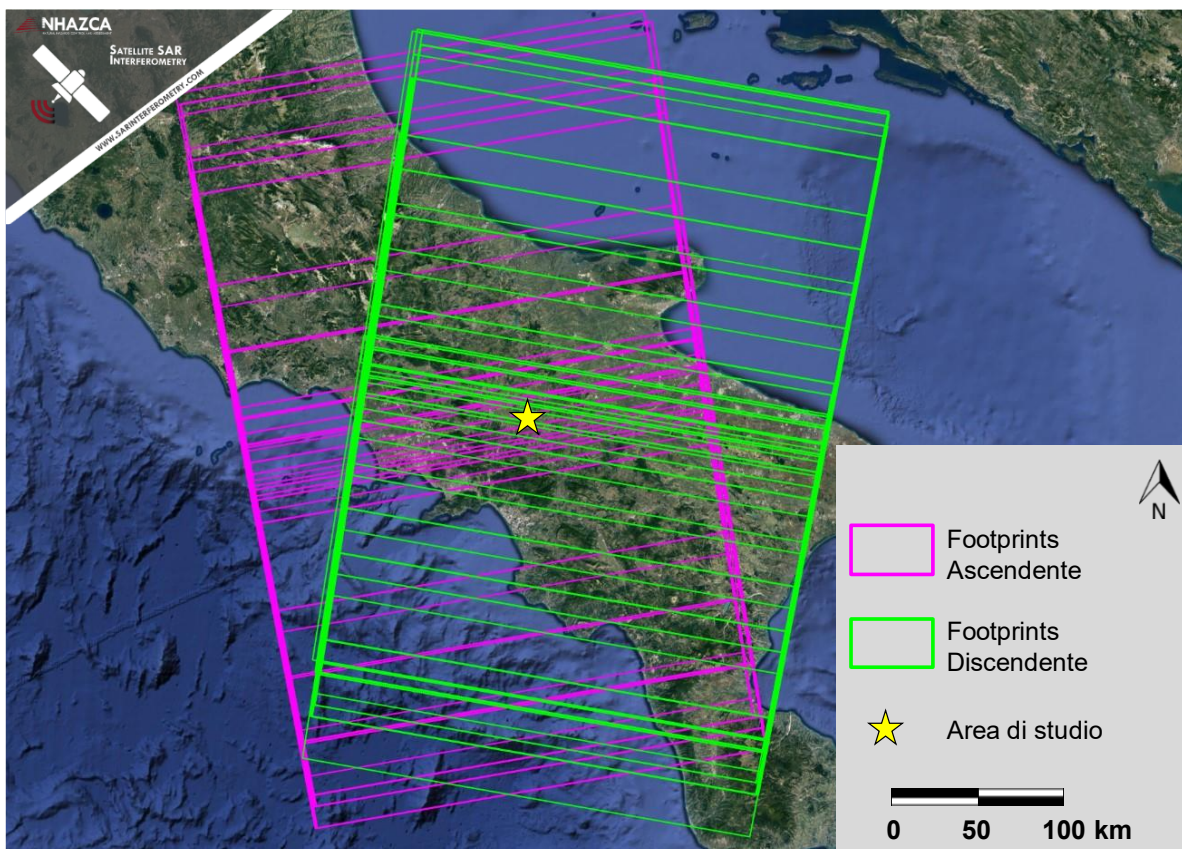 NHAZCA
SATELLITE SAR
INTERFEROMETRY
WWW.SARINTERFEROMETRY.COM
N
Footprints
Ascendente
Footprints
Discendente
Area di studio
0 50 100 km